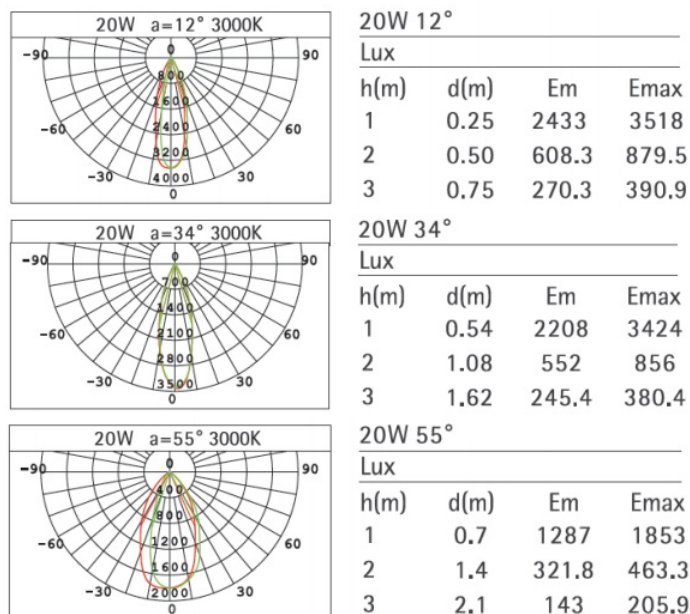 20W a=12° 3000K
0
-90 90
800
1600
-60 2400 60
3200
-30 4000 30
0
20W 12°
Lux
h(m) d(m) Em Emax
1 0.25 2433 3518
2 0.50 608.3 879.5
3 0.75 270.3 390.9
20W a=34° 3000K
0
-90 90
700
1400
-60 2100 60
2800
-30 3500 30
0
20W 34°
Lux
h(m) d(m) Em Emax
1 0.54 2208 3424
2 1.08 552 856
3 1.62 245.4 380.4
20W a=55° 3000K
0
-90 90
400
800
-60 1200 60
1600
-30 2000 30
0
20W 55°
Lux
h(m) d(m) Em Emax
1 0.7 1287 1853
2 1.4 321.8 463.3
3 2.1 143 205.9